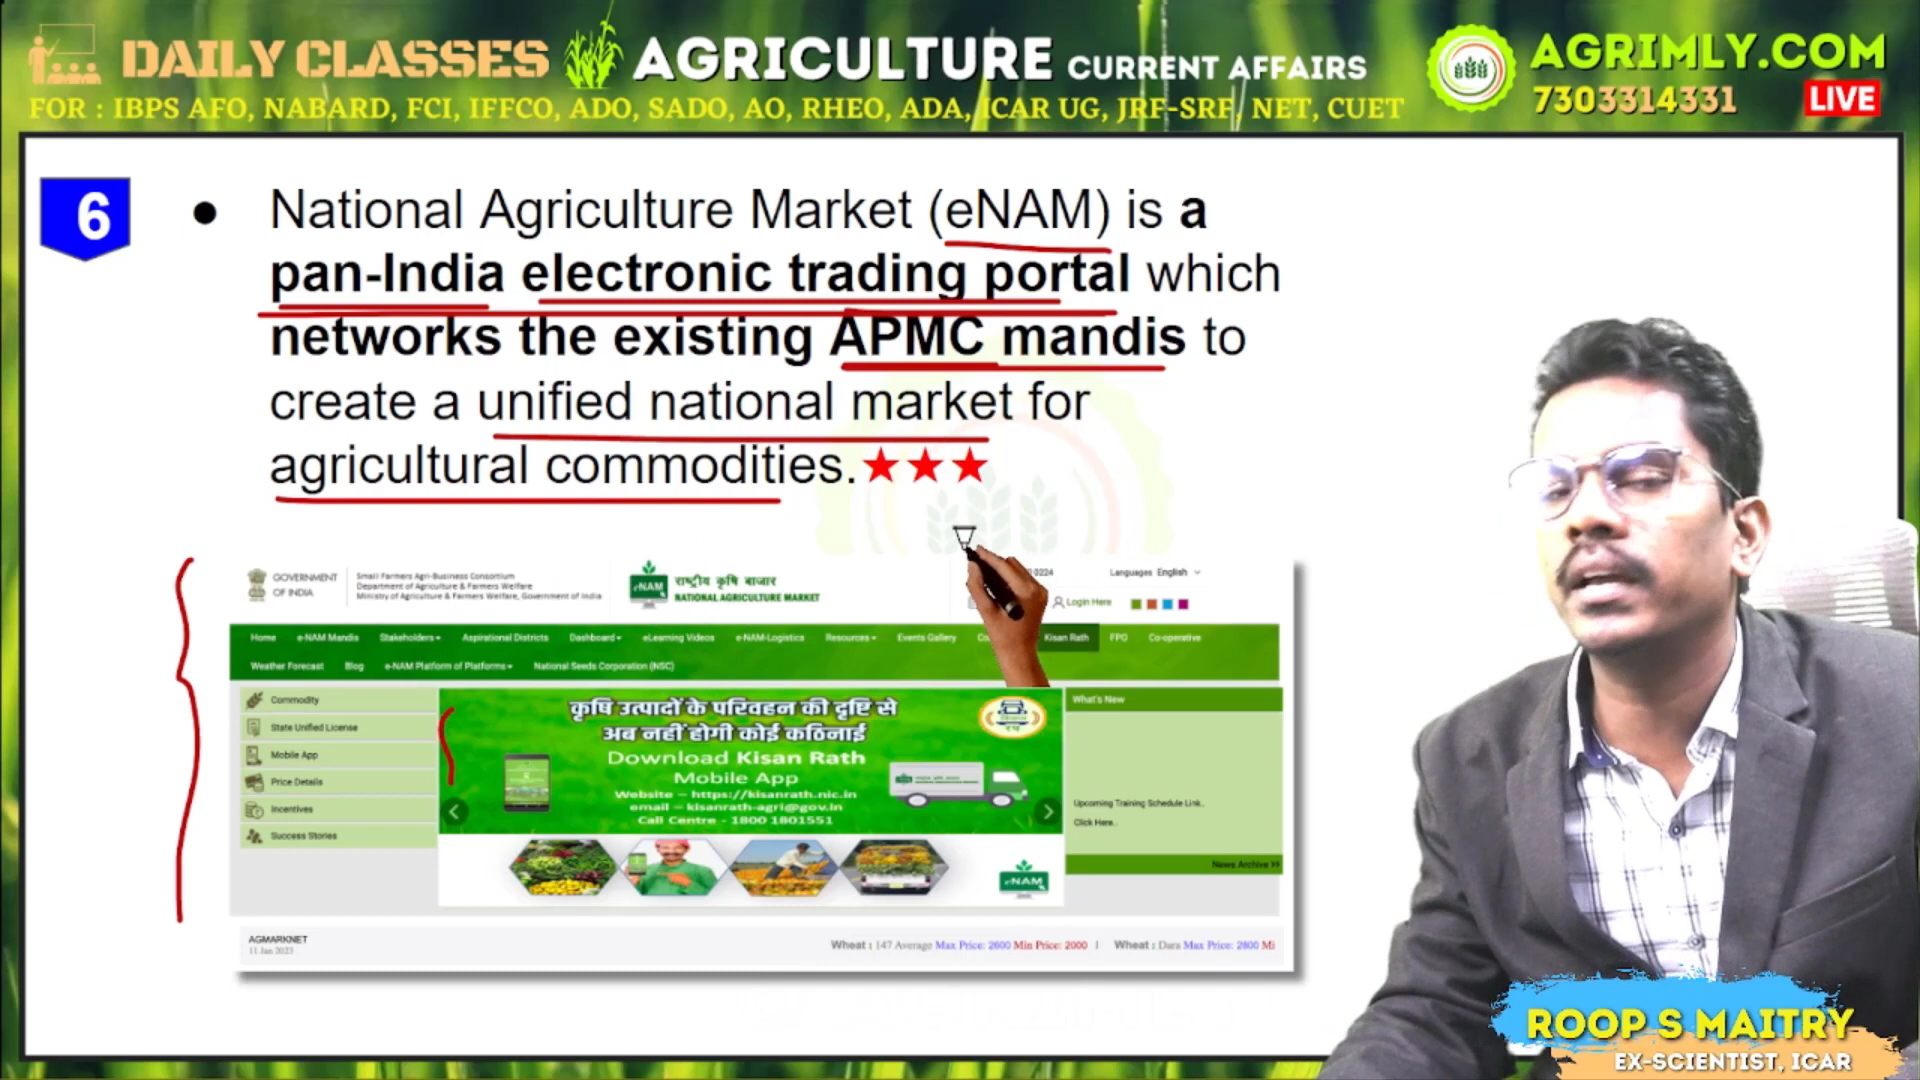 DAILY CLASSES AGRICULTURE CURRENT AFFAIRS
FOR : IBPS AFO, NABARD, FCI, IFFCO, ADO, SADO, AO, RHEO, ADA, ICAR UG, JRF-SRF, NET, CUET
AGRIMLY.COM
7303314331 LIVE
6
● National Agriculture Market (eNAM) is a
pan-India electronic trading portal which
networks the existing APMC mandis to
create a unified national market for
agricultural commodities.★★★
GOVERNMENT
OF INDIA
Small Farmers Agri-Business Consortium
Department of Agriculture & Farmers Welfare
Ministry of Agriculture & Farmers Welfare, Government of India
eNAM
राष्ट्रीय कृषि बाजार
NATIONAL AGRICULTURE MARKET
0224
Languages English
Login Here
Home e-NAM Mandis Stakeholders Aspirational Districts Dashboard eLearning Videos e-NAM-Logistics Resources Events Gallery Kisan Rath FPO Co-operative
Weather Forecast Blog e-NAM Platform of Platforms National Seeds Corporation (NSC)
Commodity
State Unified License
Mobile App
Price Details
Incentives
Success Stories
कृषि उत्पादों के परिवहन की दृष्टि से
अब नहीं होगी कोई कठिनाई
Download Kisan Rath
Mobile App
Website – https://kisanrath.nic.in
email – kisanrath-agri@gov.in
Call Centre - 1800 1801551
eNAM
What's New
Upcoming Training Schedule Link..
Click Here..
News Archive >>
AGMARKNET
11 Jan 2023
Wheat : 147 Average Max Price: 2600 Min Price: 2000 | Wheat : Dara Max Price: 2800 Mi
ROOP S MAITRY
EX-SCIENTIST, ICAR